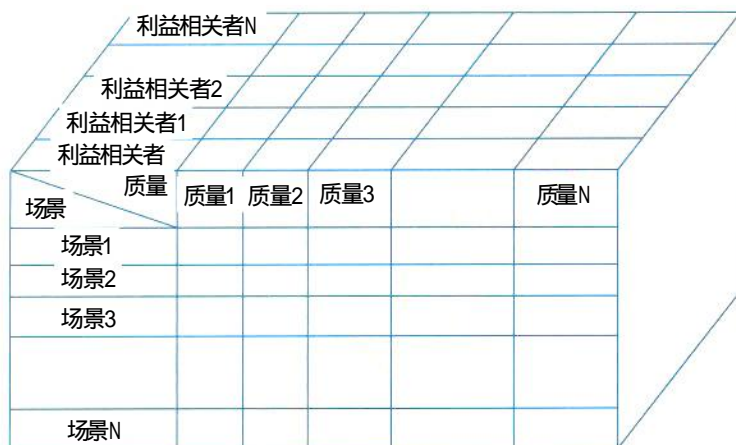 利益相关者N
利益相关者2
利益相关者1
利益相关者
质量
场景
质量1 质量2 质量3 质量N
场景1
场景2
场景3
场景N